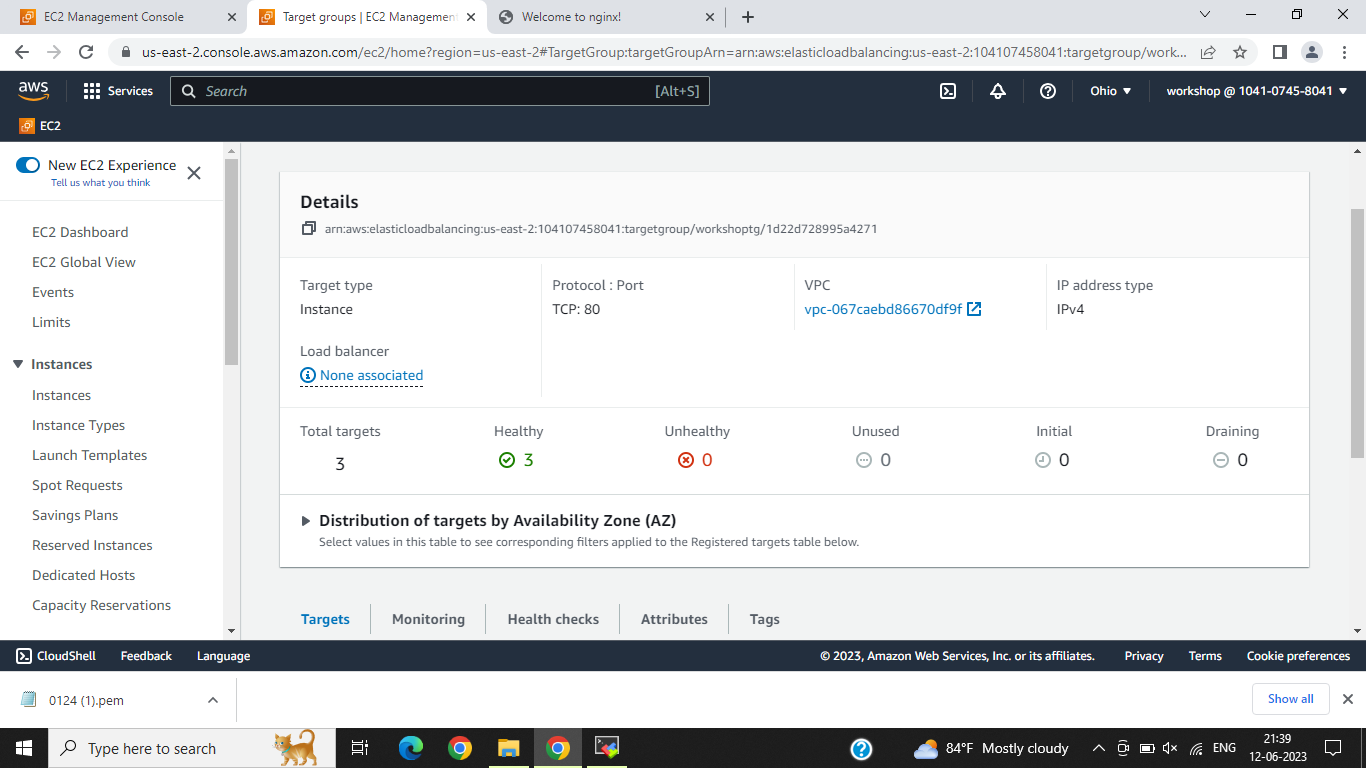 EC2 Management Console
Target groups | EC2 Management
Welcome to nginx!
us-east-2.console.aws.amazon.com/ec2/home?region=us-east-2#TargetGroup:targetGroupArn=arn:aws:elasticloadbalancing:us-east-2:104107458041:targetgroup/work...
aws
Services
Search
[Alt+S]
Ohio
workshop @ 1041-0745-8041
EC2
New EC2 Experience
Tell us what you think
EC2 Dashboard
EC2 Global View
Events
Limits
Instances
Instances
Instance Types
Launch Templates
Spot Requests
Savings Plans
Reserved Instances
Dedicated Hosts
Capacity Reservations
Details
arn:aws:elasticloadbalancing:us-east-2:104107458041:targetgroup/workshoptg/1d22d728995a4271
Target type
Instance
Protocol : Port
TCP: 80
VPC
vpc-067caebd86670df9f
IP address type
IPv4
Load balancer
None associated
Total targets
3
Healthy
3
Unhealthy
0
Unused
0
Initial
0
Draining
0
Distribution of targets by Availability Zone (AZ)
Select values in this table to see corresponding filters applied to the Registered targets table below.
Targets
Monitoring
Health checks
Attributes
Tags
CloudShell
Feedback
Language
© 2023, Amazon Web Services, Inc. or its affiliates.
Privacy
Terms
Cookie preferences
0124 (1).pem
Show all
Type here to search
84°F Mostly cloudy
ENG
21:39
12-06-2023